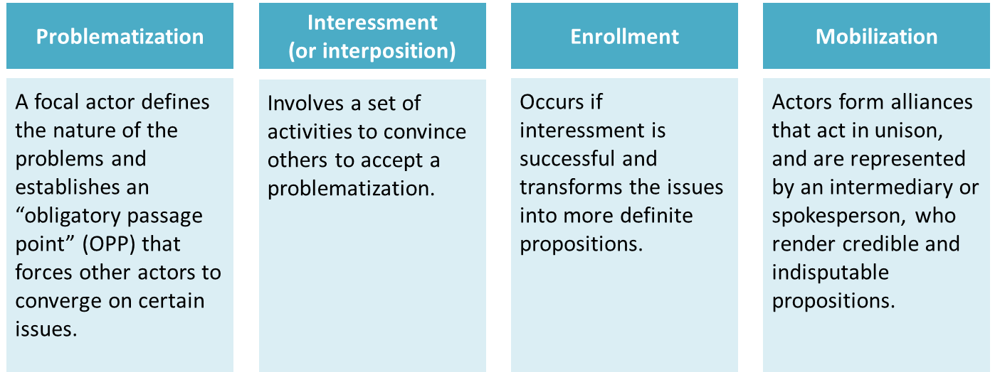 Problematization
A focal actor defines
the nature of the
problems and
establishes an
“obligatory passage
point” (OPP) that
forces other actors to
converge on certain
issues.
Interessment
(or interposition)
Involves a set of
activities to convince
others to accept a
problematization.
Enrollment
Occurs if
interessment is
successful and
transforms the issues
into more definite
propositions.
Mobilization
Actors form alliances
that act in unison,
and are represented
by an intermediary or
spokesperson, who
render credible and
indisputable
propositions.